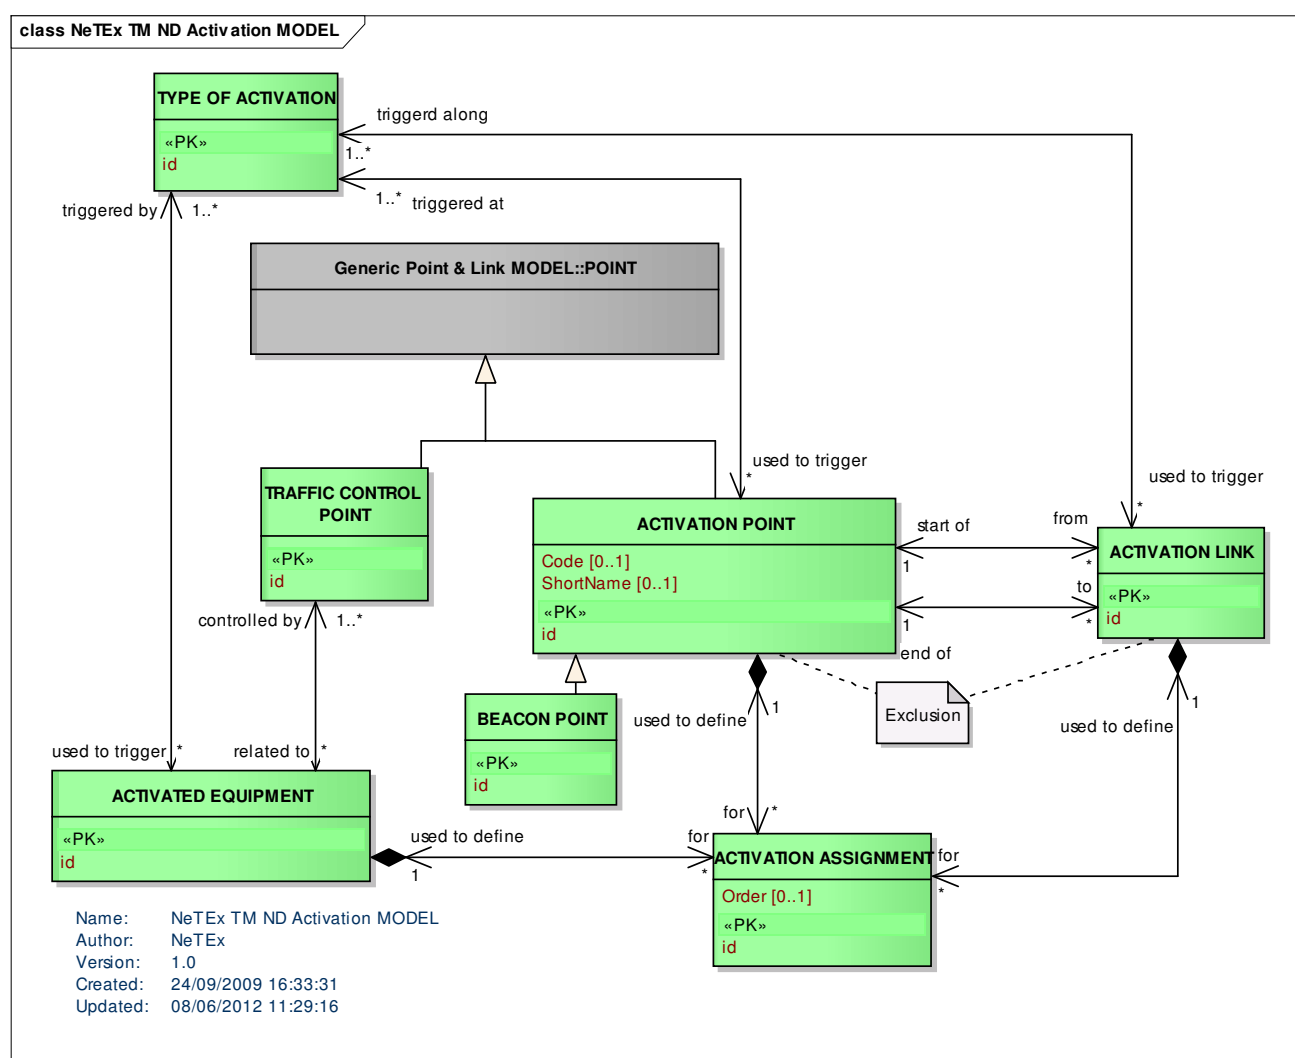 class NeTEx TM ND Activation MODEL
TYPE OF ACTIVATION
«PK»
id
triggerd along
1..*
1..*
triggered at
triggered by
1..*
Generic Point & Link MODEL::POINT
used to trigger
*
used to trigger
*
TRAFFIC CONTROL
POINT
«PK»
id
ACTIVATION POINT
Code [0..1]
ShortName [0..1]
«PK»
id
start of
1
from
*
to
*
1
end of
ACTIVATION LINK
«PK»
id
controlled by
1..*
BEACON POINT
«PK»
id
used to define
1
Exclusion
1
used to define
used to trigger
*
related to
*
ACTIVATED EQUIPMENT
«PK»
id
used to define
1
for
*
for
*
for
*
ACTIVATION ASSIGNMENT
Order [0..1]
«PK»
id
Name: NeTEx TM ND Activation MODEL
Author: NeTEx
Version: 1.0
Created: 24/09/2009 16:33:31
Updated: 08/06/2012 11:29:16